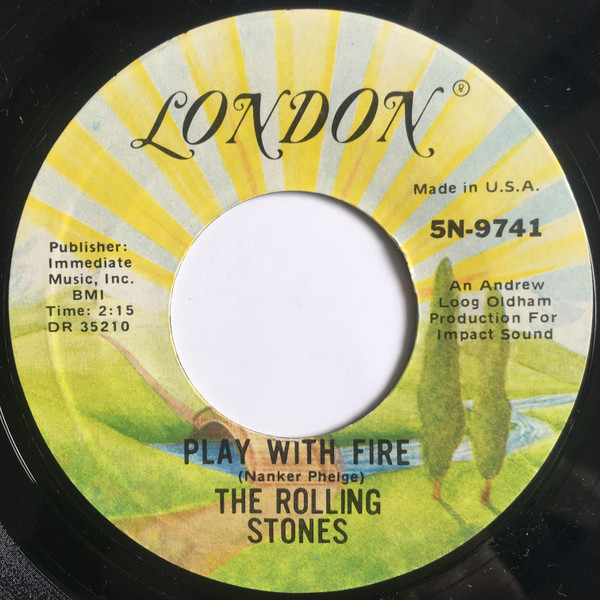 LONDON®
Made in U.S.A.
5N-9741
Publisher:
Immediate
Music, Inc.
BMI
Time: 2:15
DR 35210
An Andrew
Loog Oldham
Production For
Impact Sound
PLAY WITH FIRE
(Nanker Phelge)
THE ROLLING
STONES